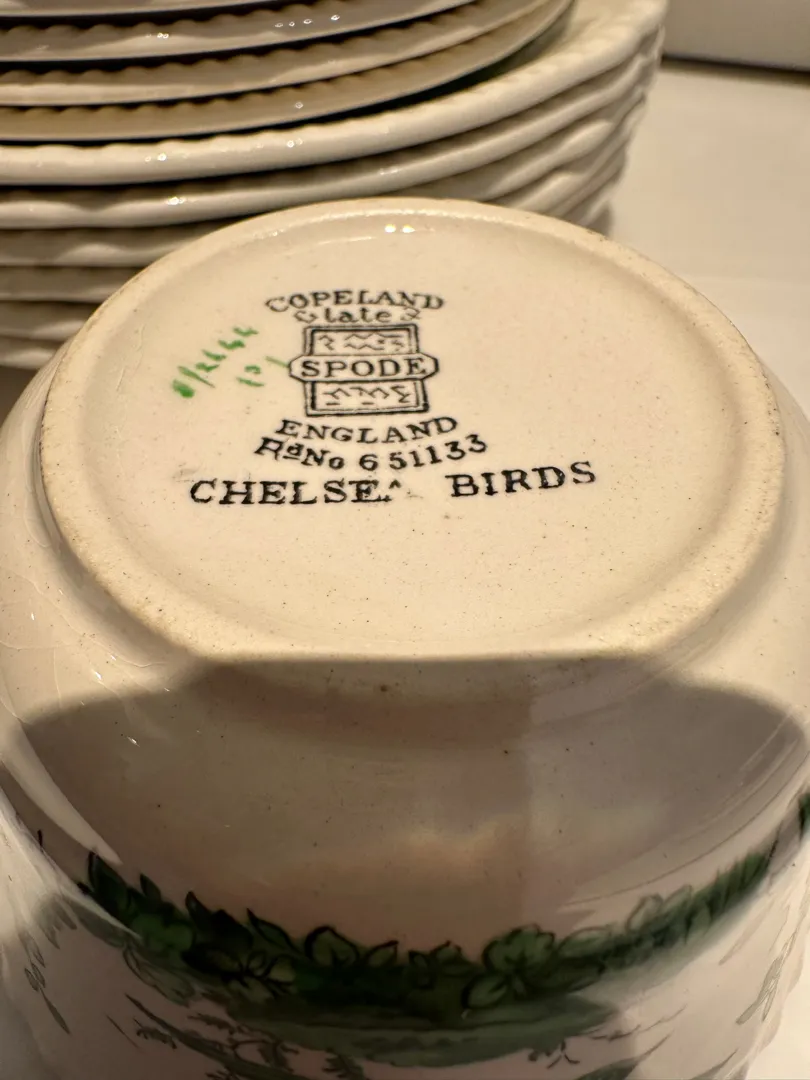 COPELAND
late
SPODE
ENGLAND
RdNo 651133
CHELSEA BIRDS